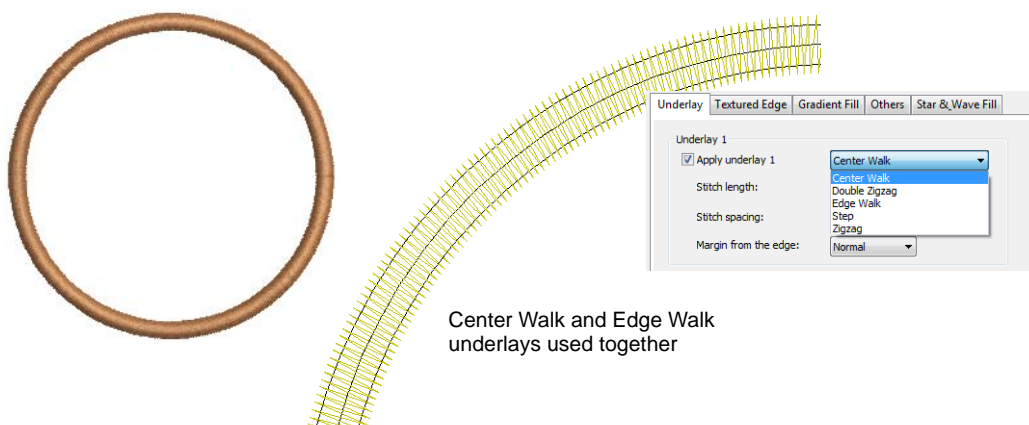 Underlay Textured Edge Gradient Fill Others Star & Wave Fill
Underlay 1
Apply underlay 1 Center Walk
Center Walk
Double Zigzag
Stitch length:
Edge Walk
Step
Stitch spacing:
Zigzag
Margin from the edge: Normal
Center Walk and Edge Walk
underlays used together